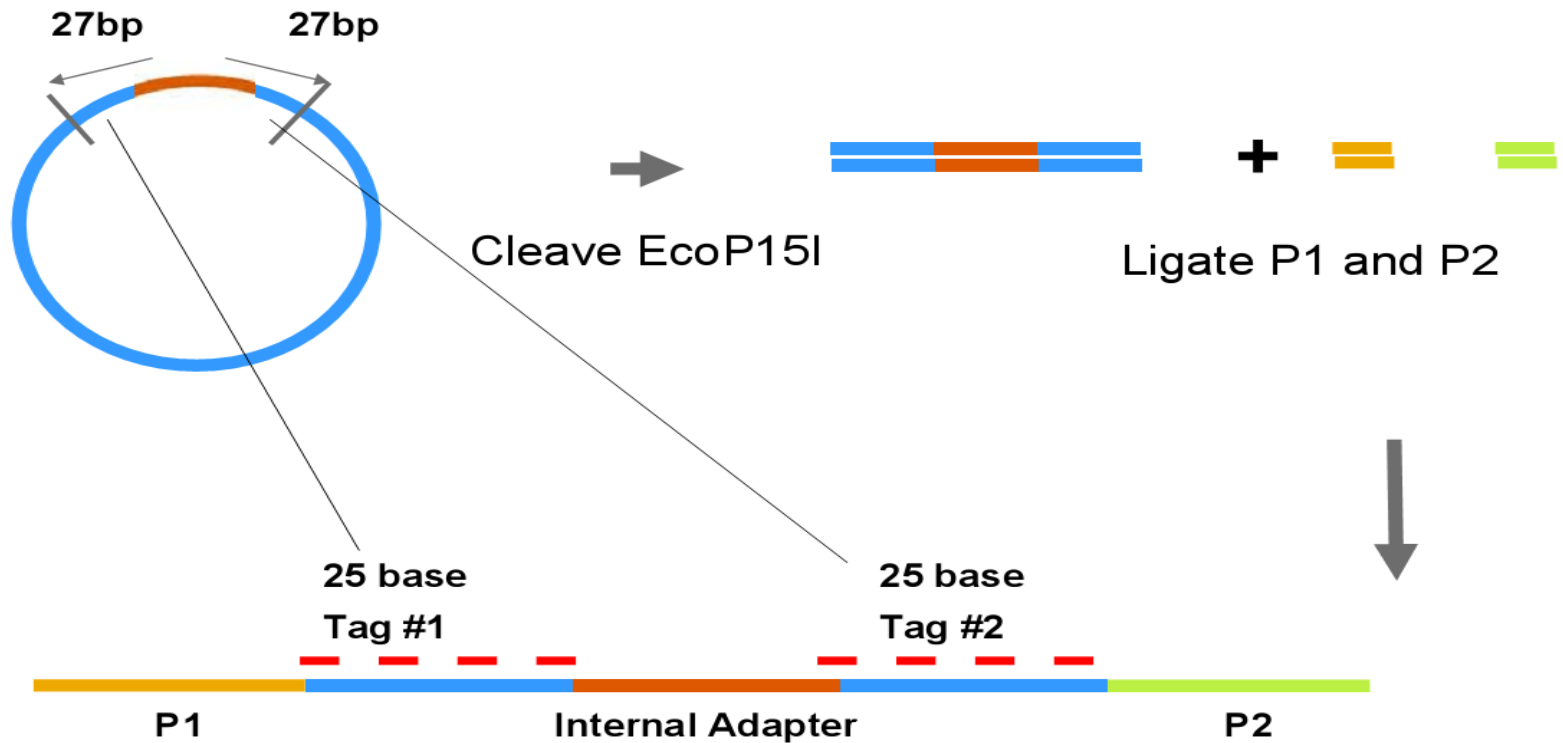 27bp 27bp
+
Cleave EcoP15I
Ligate P1 and P2
25 base
Tag #1
25 base
Tag #2
P1
Internal Adapter
P2